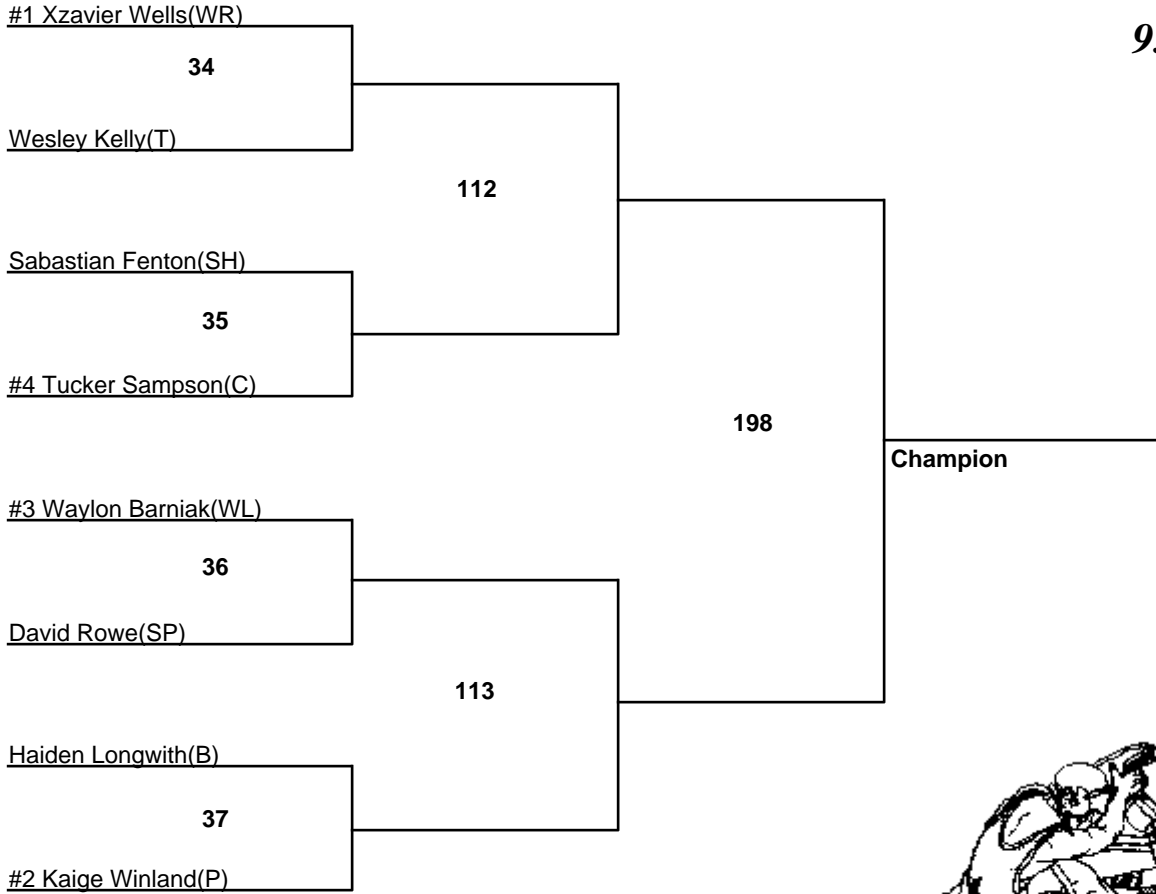 #1 Xzavier Wells(WR)
9.
34
Wesley Kelly(T)
112
Sabastian Fenton(SH)
35
#4 Tucker Sampson(C)
198
Champion
#3 Waylon Barniak(WL)
36
David Rowe(SP)
113
Haiden Longwith(B)
37
#2 Kaige Winland(P)